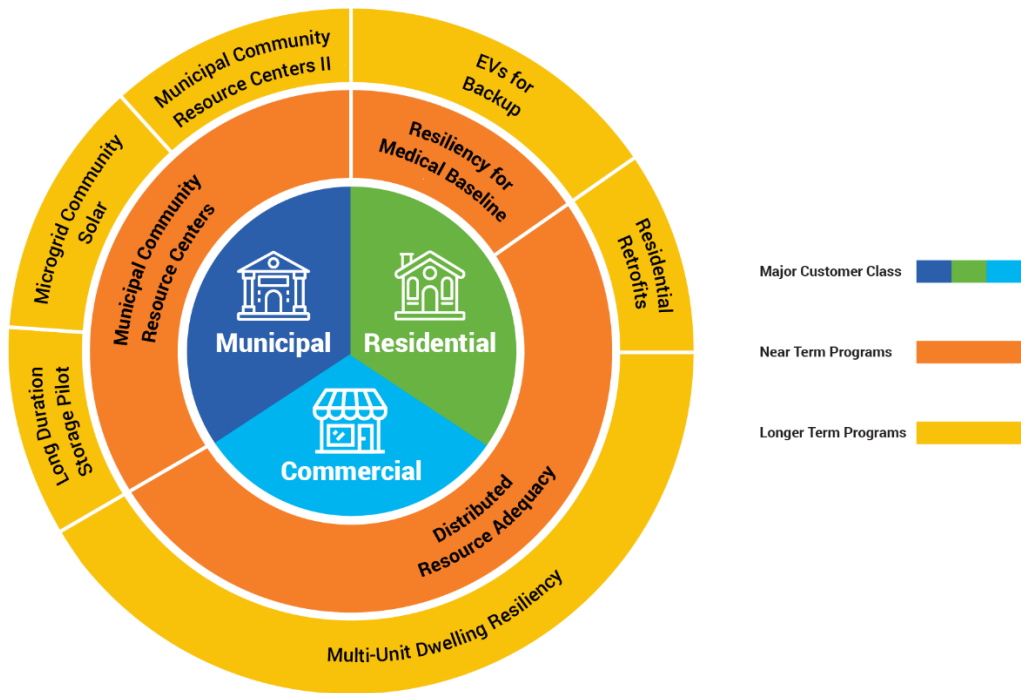 Municipal Community
Resource Centers II
EVs for
Backup
Microgrid Community
Solar
Residential
Retrofits
Long Duration
Storage Pilot
Multi-Unit Dwelling Resiliency
Municipal Community
Resource Centers
Resiliency for
Medical Baseline
Distributed
Resource Adequacy
Municipal
Residential
Commercial
Major Customer Class
Near Term Programs
Longer Term Programs